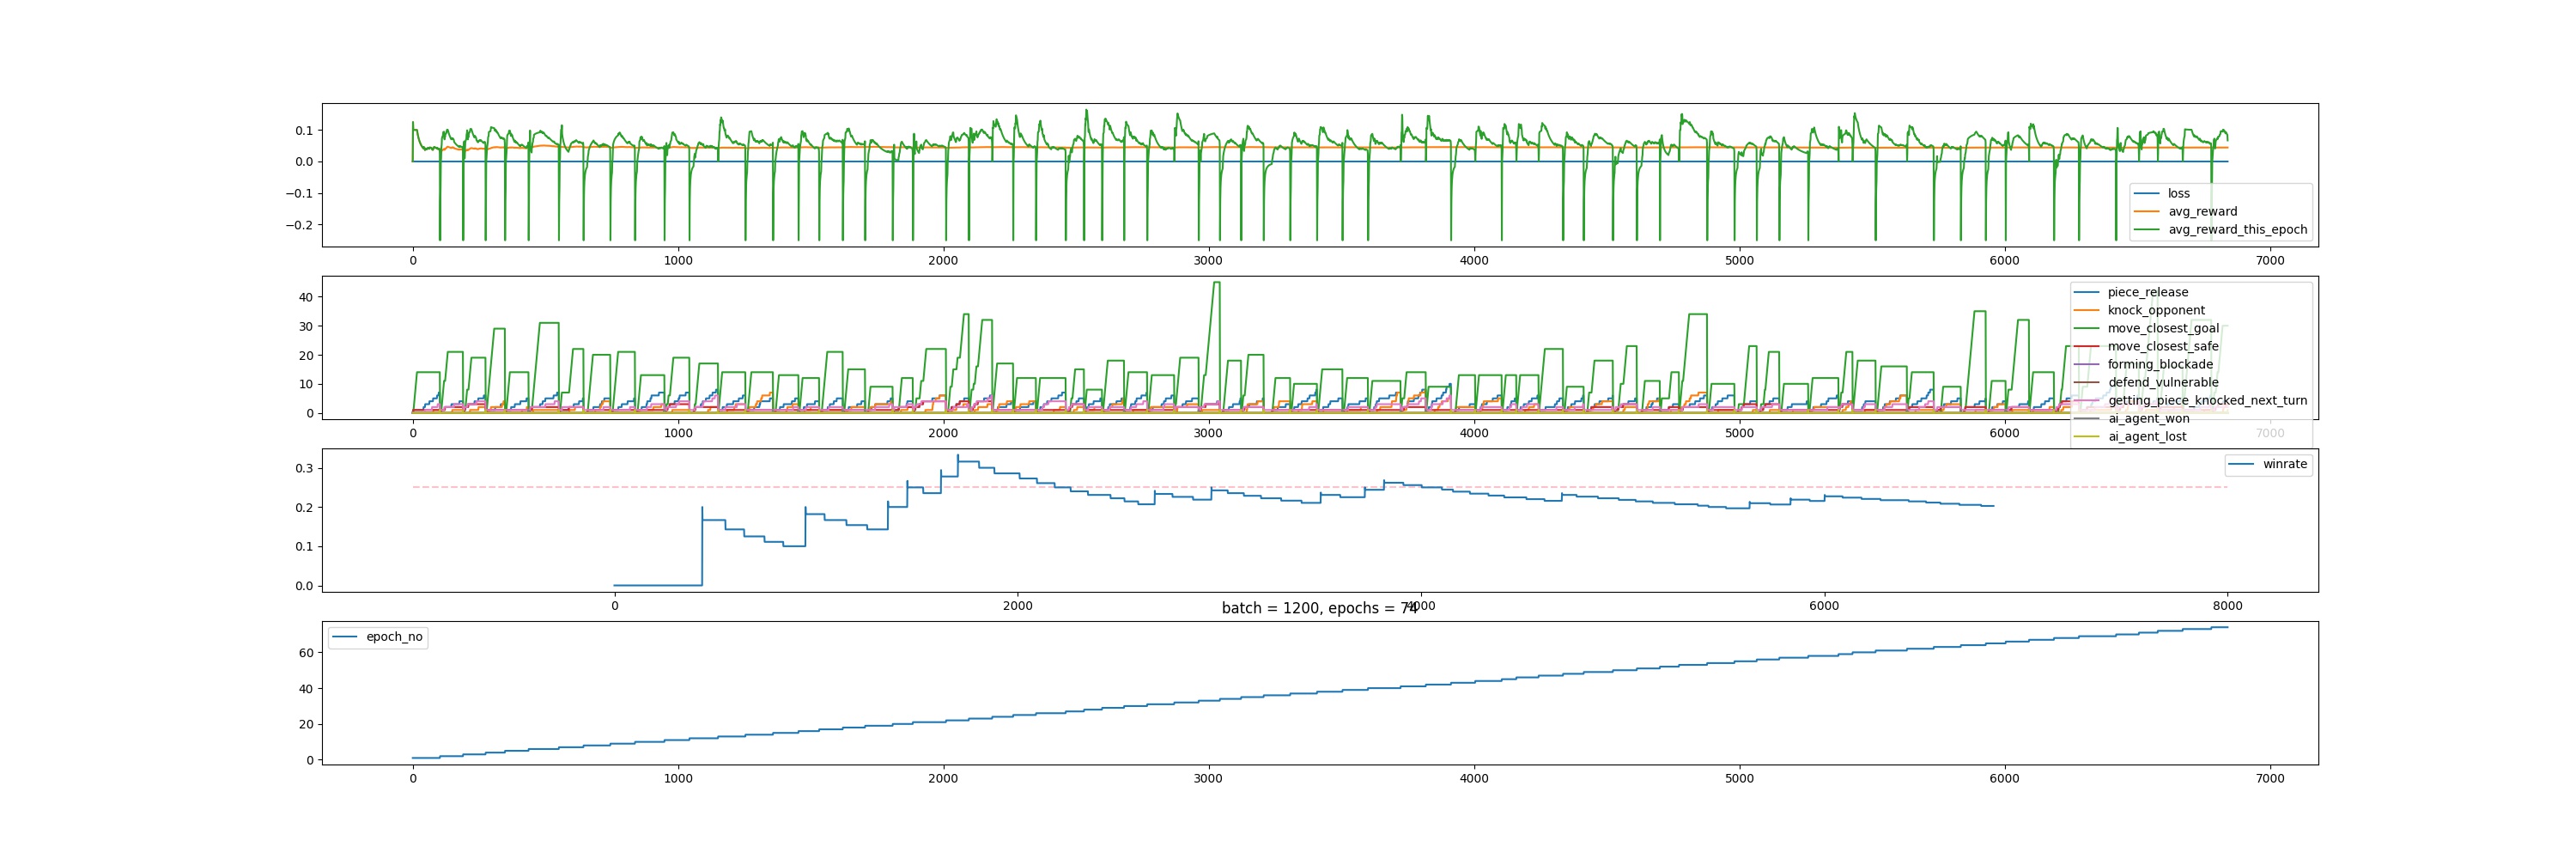 0.1
0.0
−0.1
−0.2
loss
avg_reward
avg_reward_this_epoch
0 1000 2000 3000 4000 5000 6000 7000
40
30
20
10
0
piece_release
knock_opponent
move_closest_goal
move_closest_safe
forming_blockade
defend_vulnerable
getting_piece_knocked_next_turn
ai_agent_won
ai_agent_lost
0 1000 2000 3000 4000 5000 6000 7000
0.3
0.2
0.1
0.0
winrate
0 2000 4000 6000 8000
batch = 1200, epochs = 74
epoch_no
60
40
20
0
0 1000 2000 3000 4000 5000 6000 7000